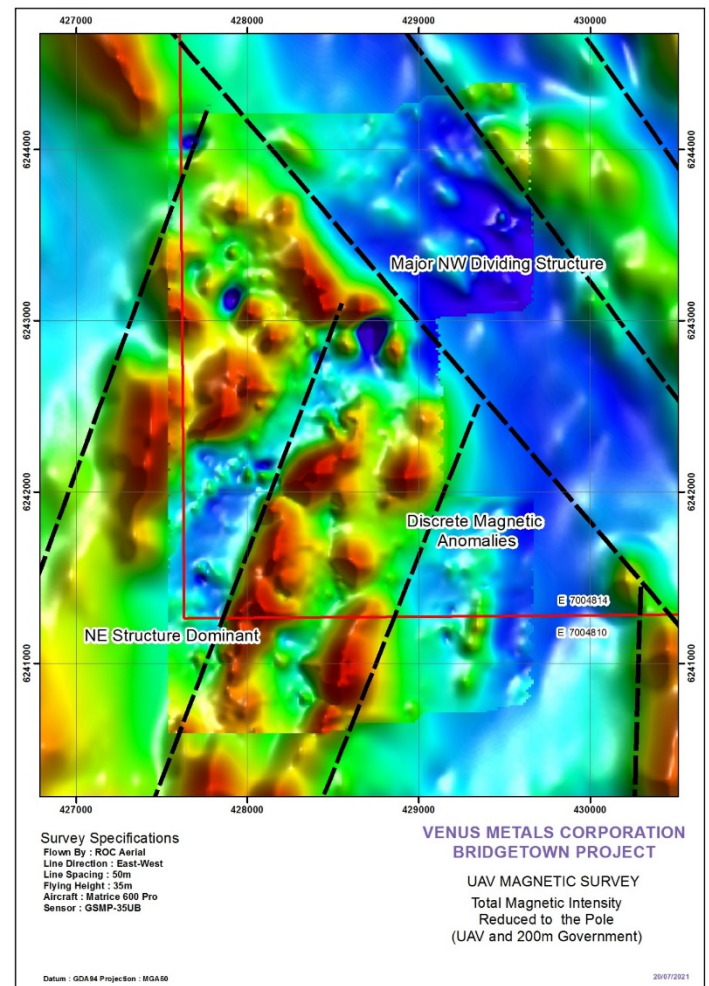 427000 428000 429000 430000
6244000 6244000
Major NW Dividing Structure
6243000 6243000
6242000 6242000
Discrete Magnetic
Anomalies
E 7004814
NE Structure Dominant
E 7004810
6241000 6241000
427000 428000 429000 430000
Survey Specifications
Flown By : ROC Aerial
Line Direction : East-West
Line Spacing : 50m
Flying Height : 35m
Aircraft : Matrice 600 Pro
Sensor : GSMP-35UB
VENUS METALS CORPORATION
BRIDGETOWN PROJECT
UAV MAGNETIC SURVEY
Total Magnetic Intensity
Reduced to the Pole
(UAV and 200m Government)
Datum : GDA94 Projection : MGA50
20/07/2021